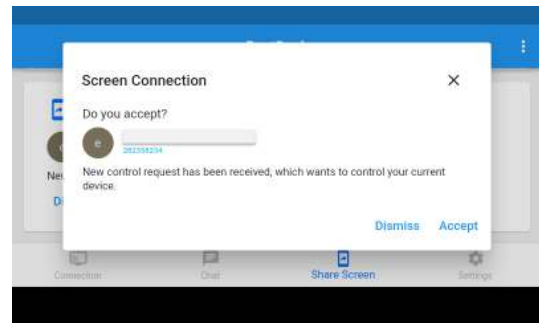 Screen Connection
Do you accept?
e
282358234
New control request has been received, which wants to control your current
device.
Dismiss
Accept
Connection
Chat
Share Screen
Settings